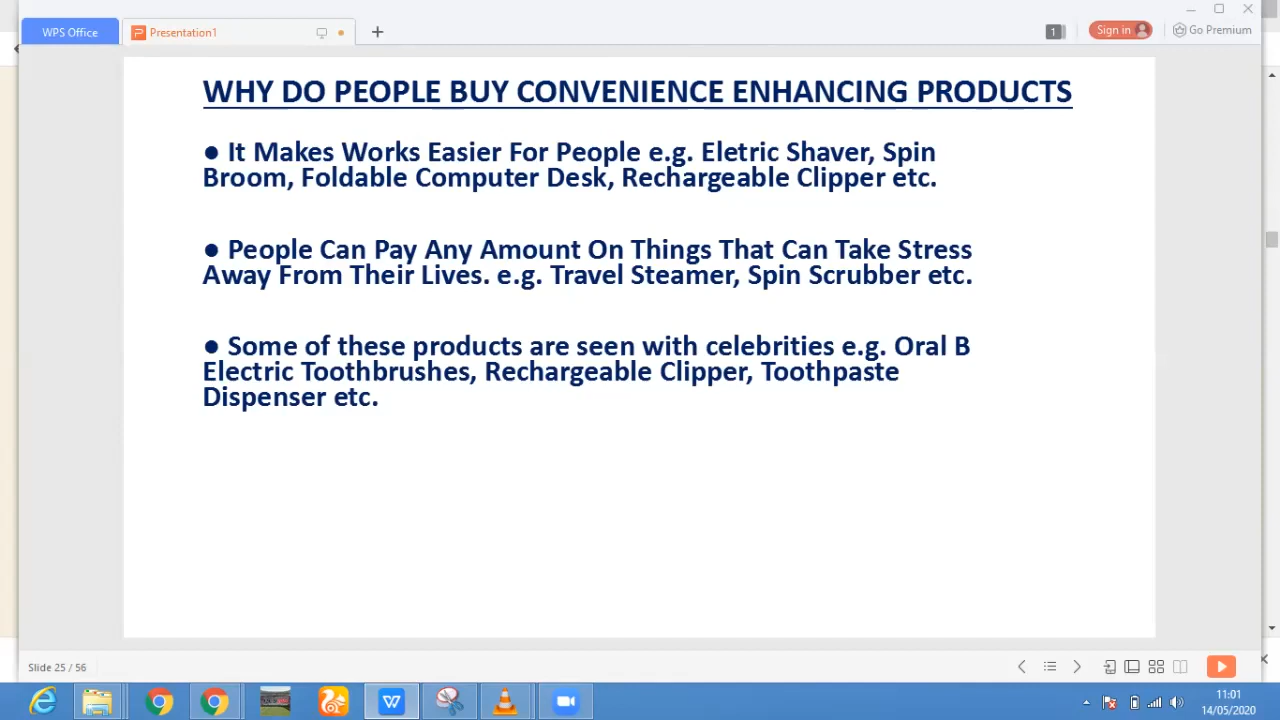 WPS Office
Presentation1
1
Sign in
Go Premium
WHY DO PEOPLE BUY CONVENIENCE ENHANCING PRODUCTS
● It Makes Works Easier For People e.g. Eletric Shaver, Spin
Broom, Foldable Computer Desk, Rechargeable Clipper etc.
● People Can Pay Any Amount On Things That Can Take Stress
Away From Their Lives. e.g. Travel Steamer, Spin Scrubber etc.
● Some of these products are seen with celebrities e.g. Oral B
Electric Toothbrushes, Rechargeable Clipper, Toothpaste
Dispenser etc.
Slide 25 / 56
11:01
14/05/2020